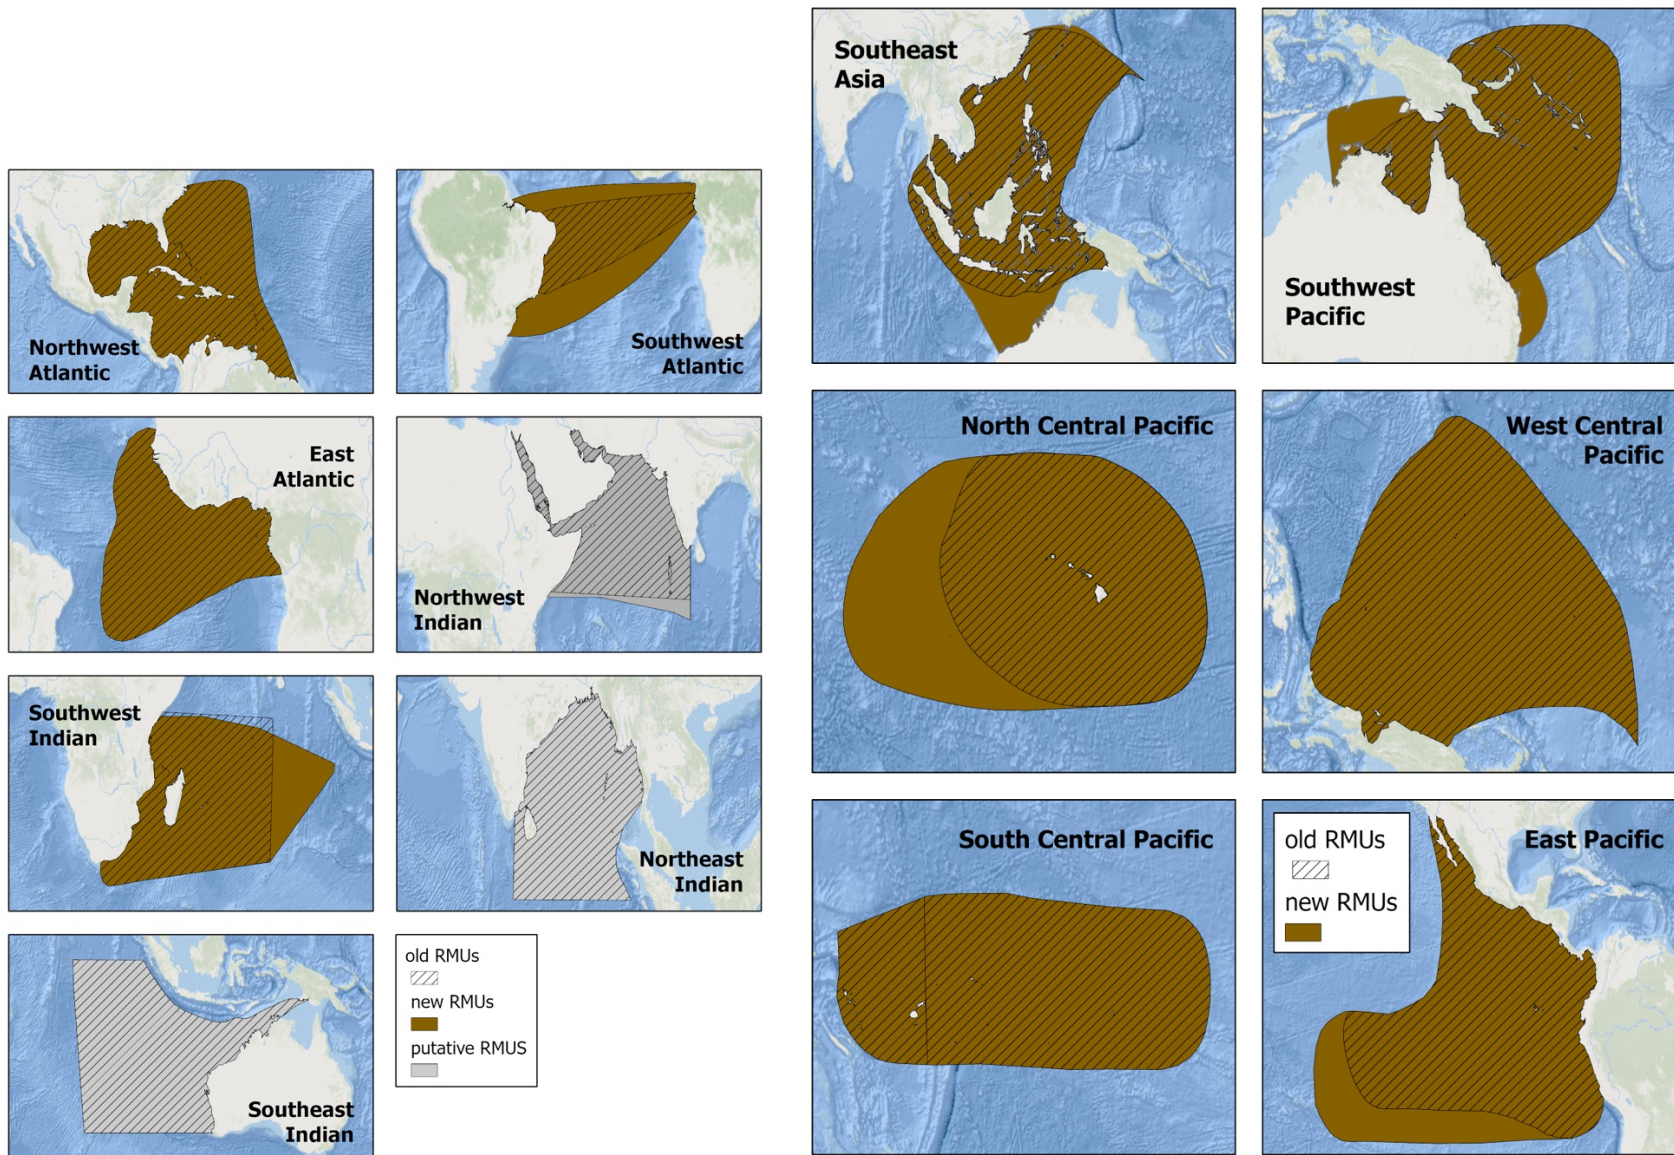 Northwest
Atlantic
Southwest
Atlantic
East
Atlantic
Northwest
Indian
Southwest
Indian
Northeast
Indian
Southeast
Indian
old RMUs
new RMUs
putative RMUS
Southeast
Asia
Southwest
Pacific
North Central Pacific
West Central
Pacific
South Central Pacific
East Pacific
old RMUs
new RMUs